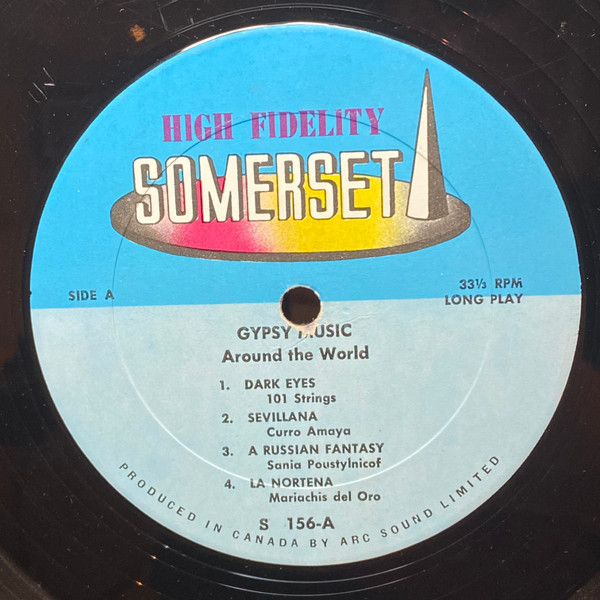 HIGH FIDELITY
SOMERSET
SIDE A
33⅓ RPM
LONG PLAY
GYPSY MUSIC
Around the World
1. DARK EYES
101 Strings
2. SEVILLANA
Curro Amaya
3. A RUSSIAN FANTASY
Sania Poustylnicof
4. LA NORTENA
Mariachis del Oro
S 156-A
PRODUCED IN CANADA BY ARC SOUND LIMITED